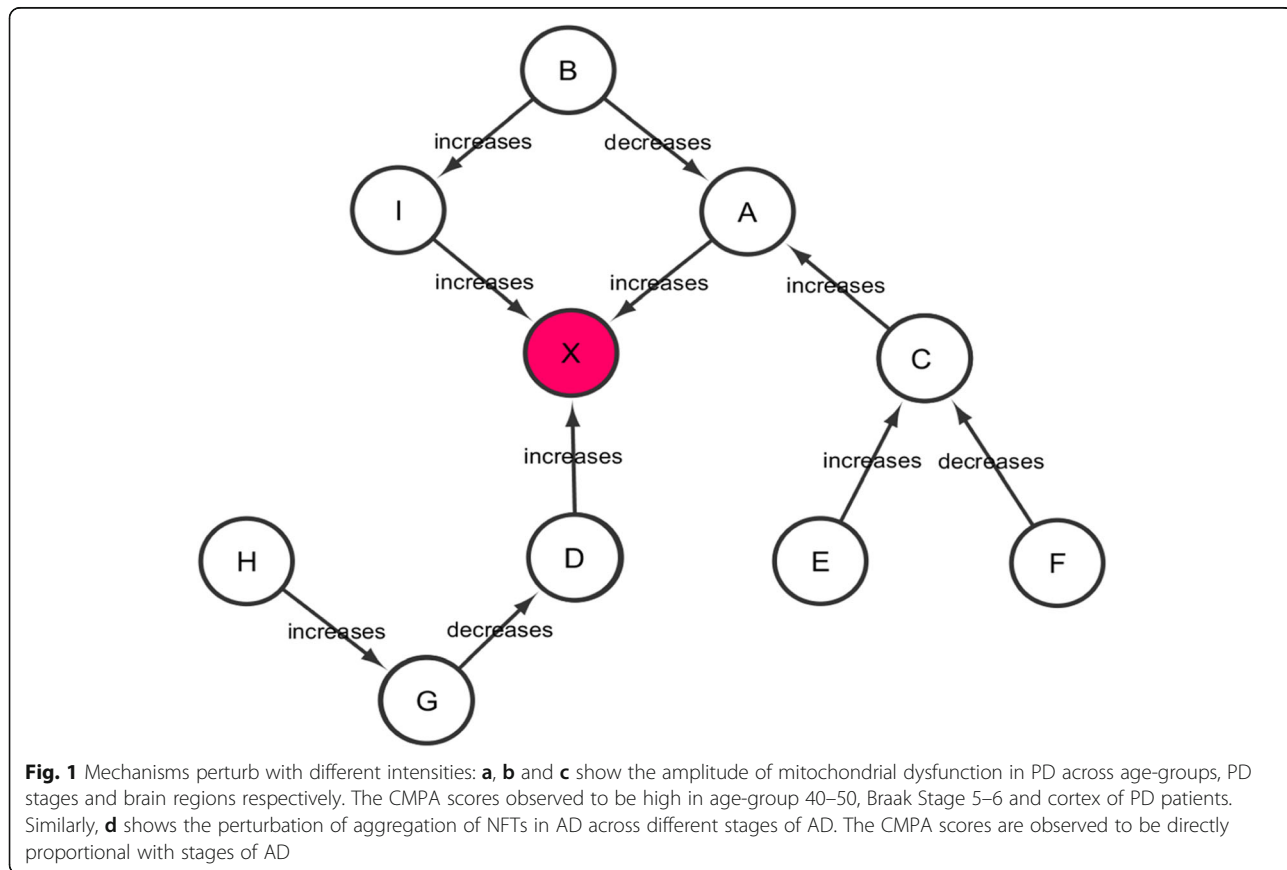 B
increases decreases
I A
increases increases increases
X C
increases increases decreases
H D E F
increases decreases
G
Fig. 1 Mechanisms perturb with different intensities: a, b and c show the amplitude of mitochondrial dysfunction in PD across age-groups, PD
stages and brain regions respectively. The CMPA scores observed to be high in age-group 40–50, Braak Stage 5–6 and cortex of PD patients.
Similarly, d shows the perturbation of aggregation of NFTs in AD across different stages of AD. The CMPA scores are observed to be directly
proportional with stages of AD